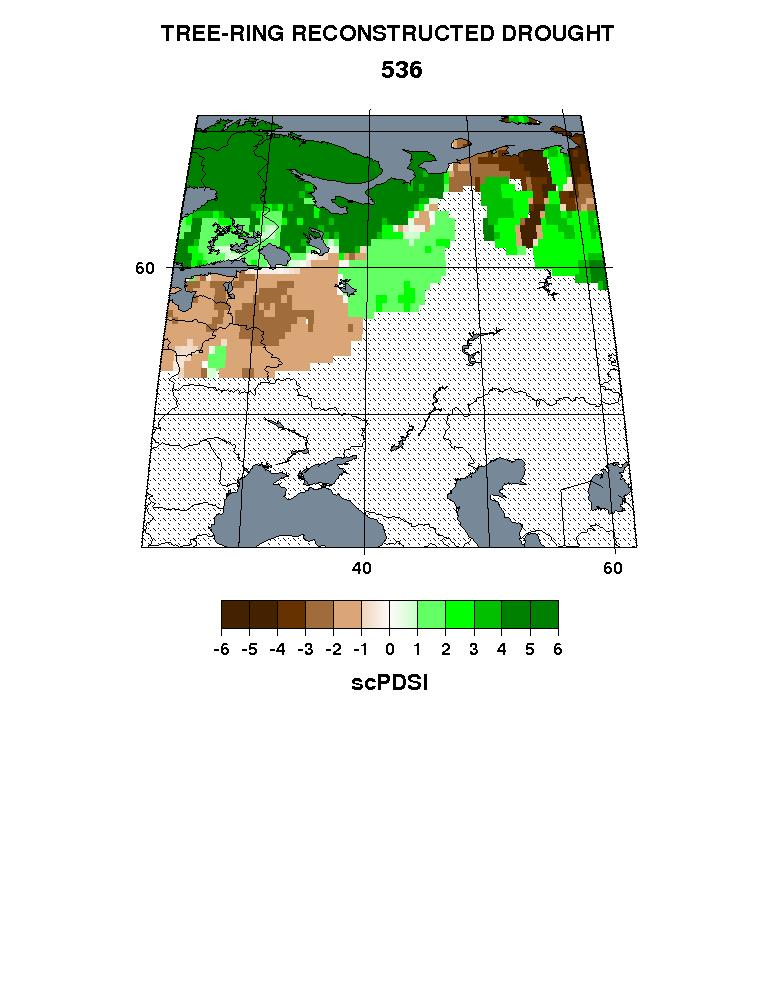 TREE-RING RECONSTRUCTED DROUGHT
536
60
40 60
-6 -5 -4 -3 -2 -1 0 1 2 3 4 5 6
scPDSI